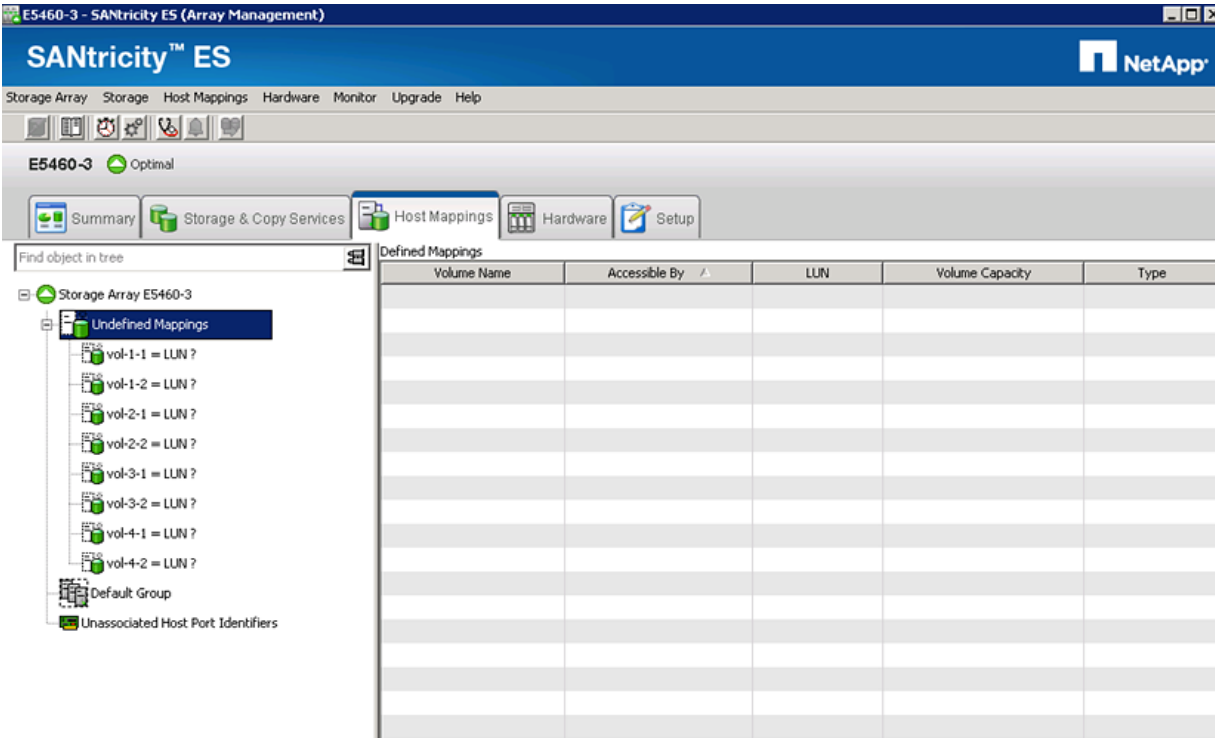 E5460-3 - SANtricity ES (Array Management)
SANtricity™ ES
NetApp
Storage Array Storage Host Mappings Hardware Monitor Upgrade Help
E5460-3 Optimal
Summary Storage & Copy Services Host Mappings Hardware Setup
Find object in tree
Defined Mappings
Volume Name Accessible By LUN Volume Capacity Type
Storage Array E5460-3
Undefined Mappings
vol-1-1 = LUN ?
vol-1-2 = LUN ?
vol-2-1 = LUN ?
vol-2-2 = LUN ?
vol-3-1 = LUN ?
vol-3-2 = LUN ?
vol-4-1 = LUN ?
vol-4-2 = LUN ?
Default Group
Unassociated Host Port Identifiers